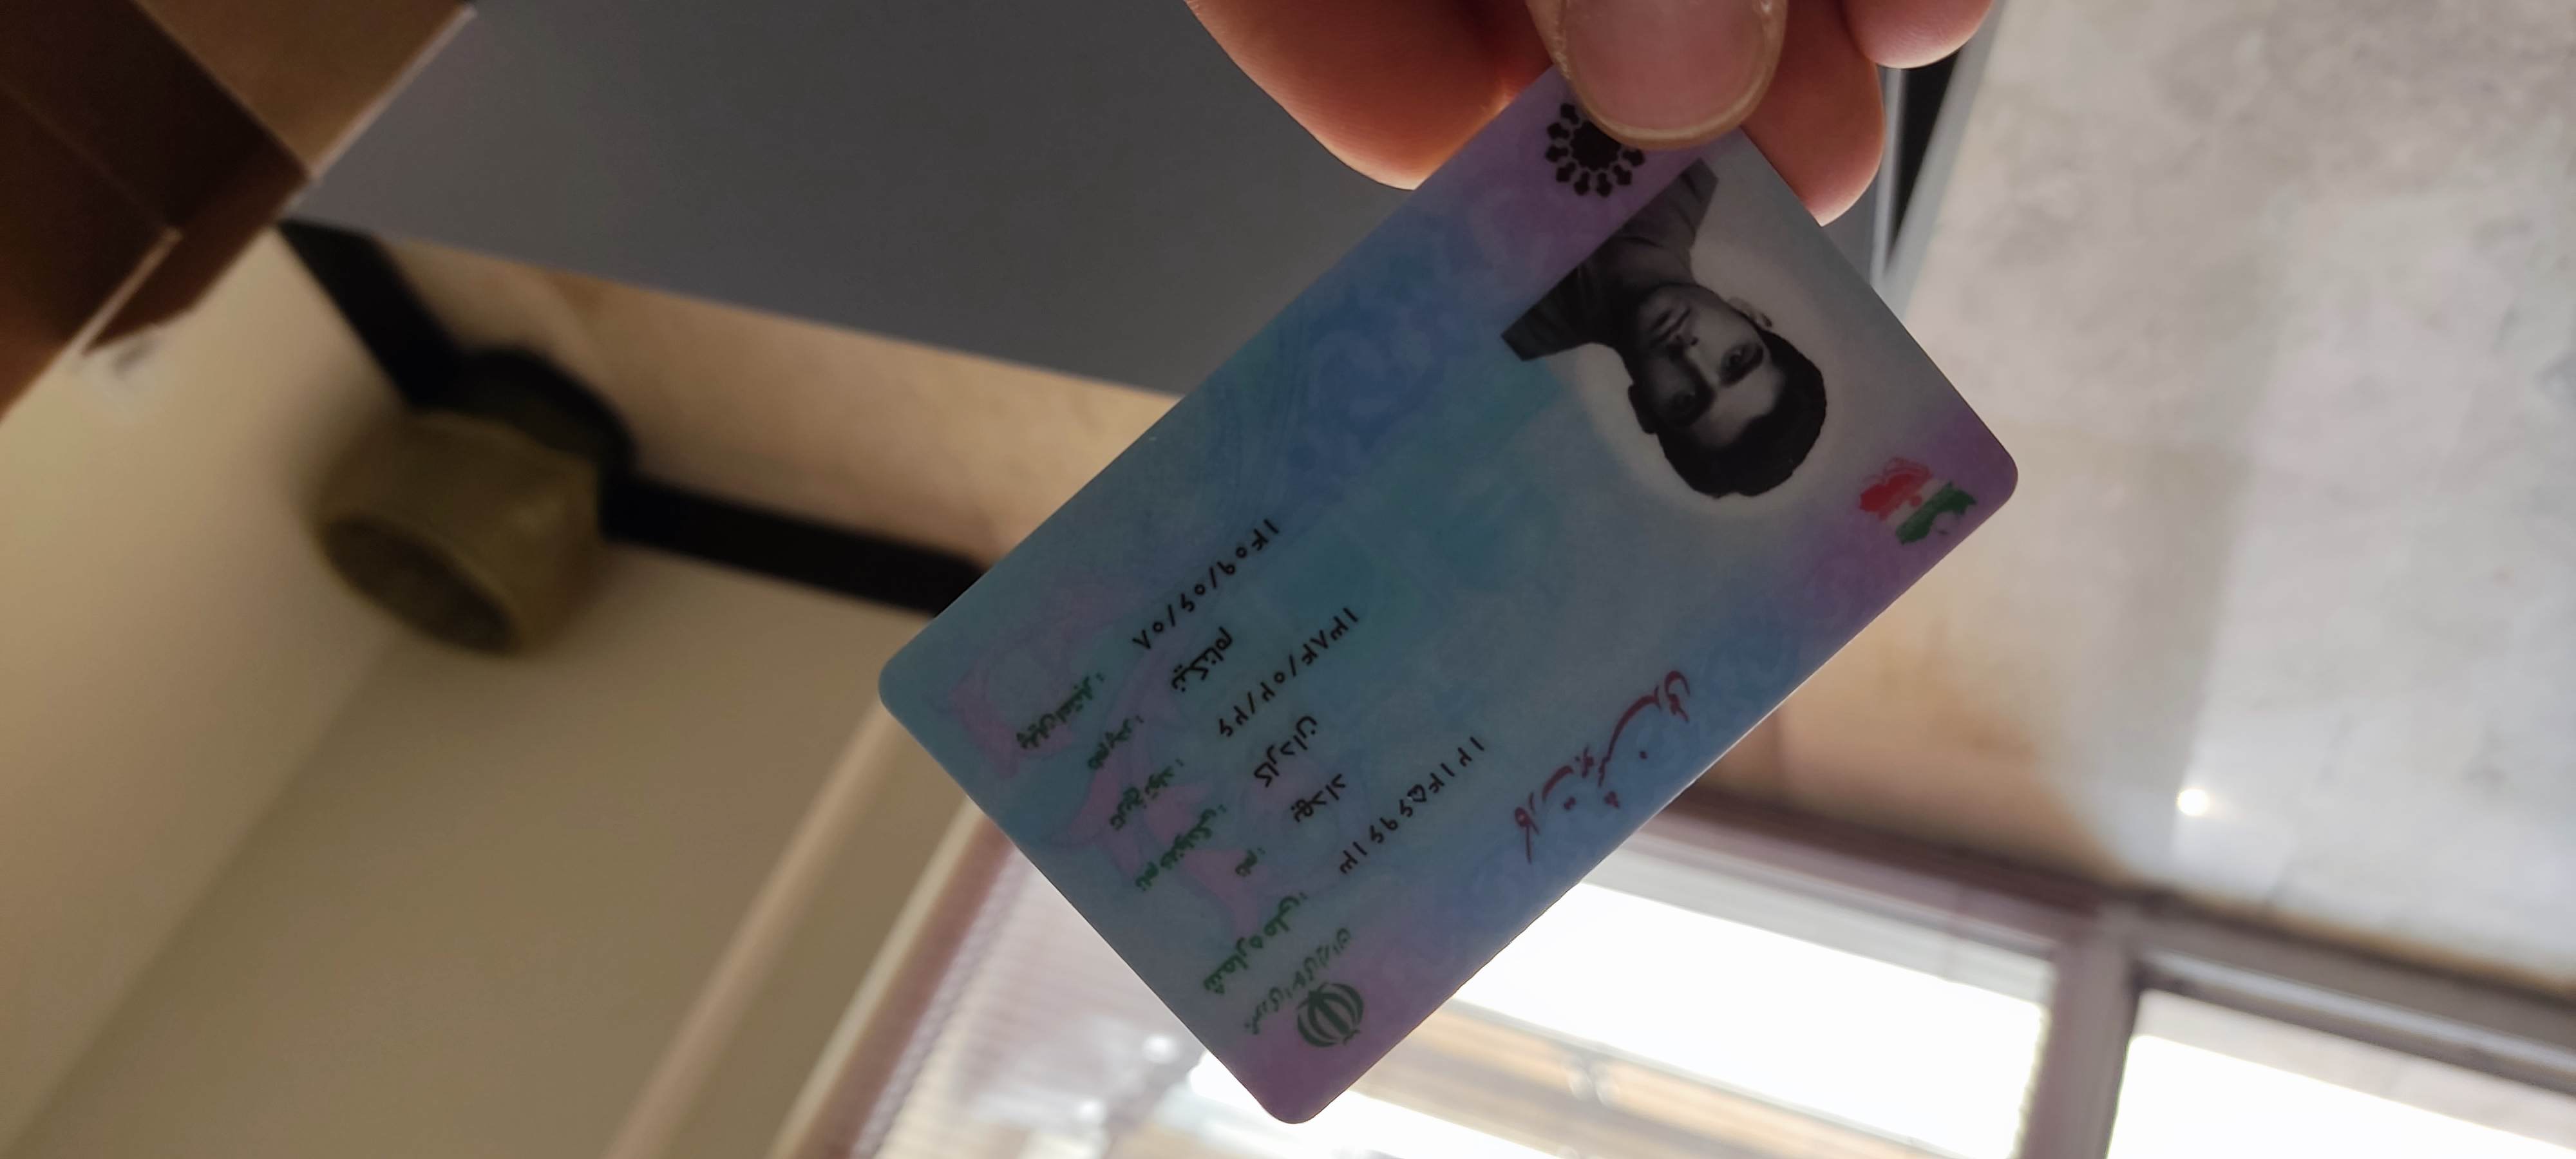 جمهوری اسلامی ایران
کارت هوشمند ملی
شماره ملی: ۱۲۱۴۵۶۹۶۱۳
نام: بهداد
نام خانوادگی: کاردان
تاریخ تولد: ۱۳۸۴/۰۲/۲۶
نام پدر: نیکنام
پایان اعتبار: ۱۴۰۹/۰۶/۰۸